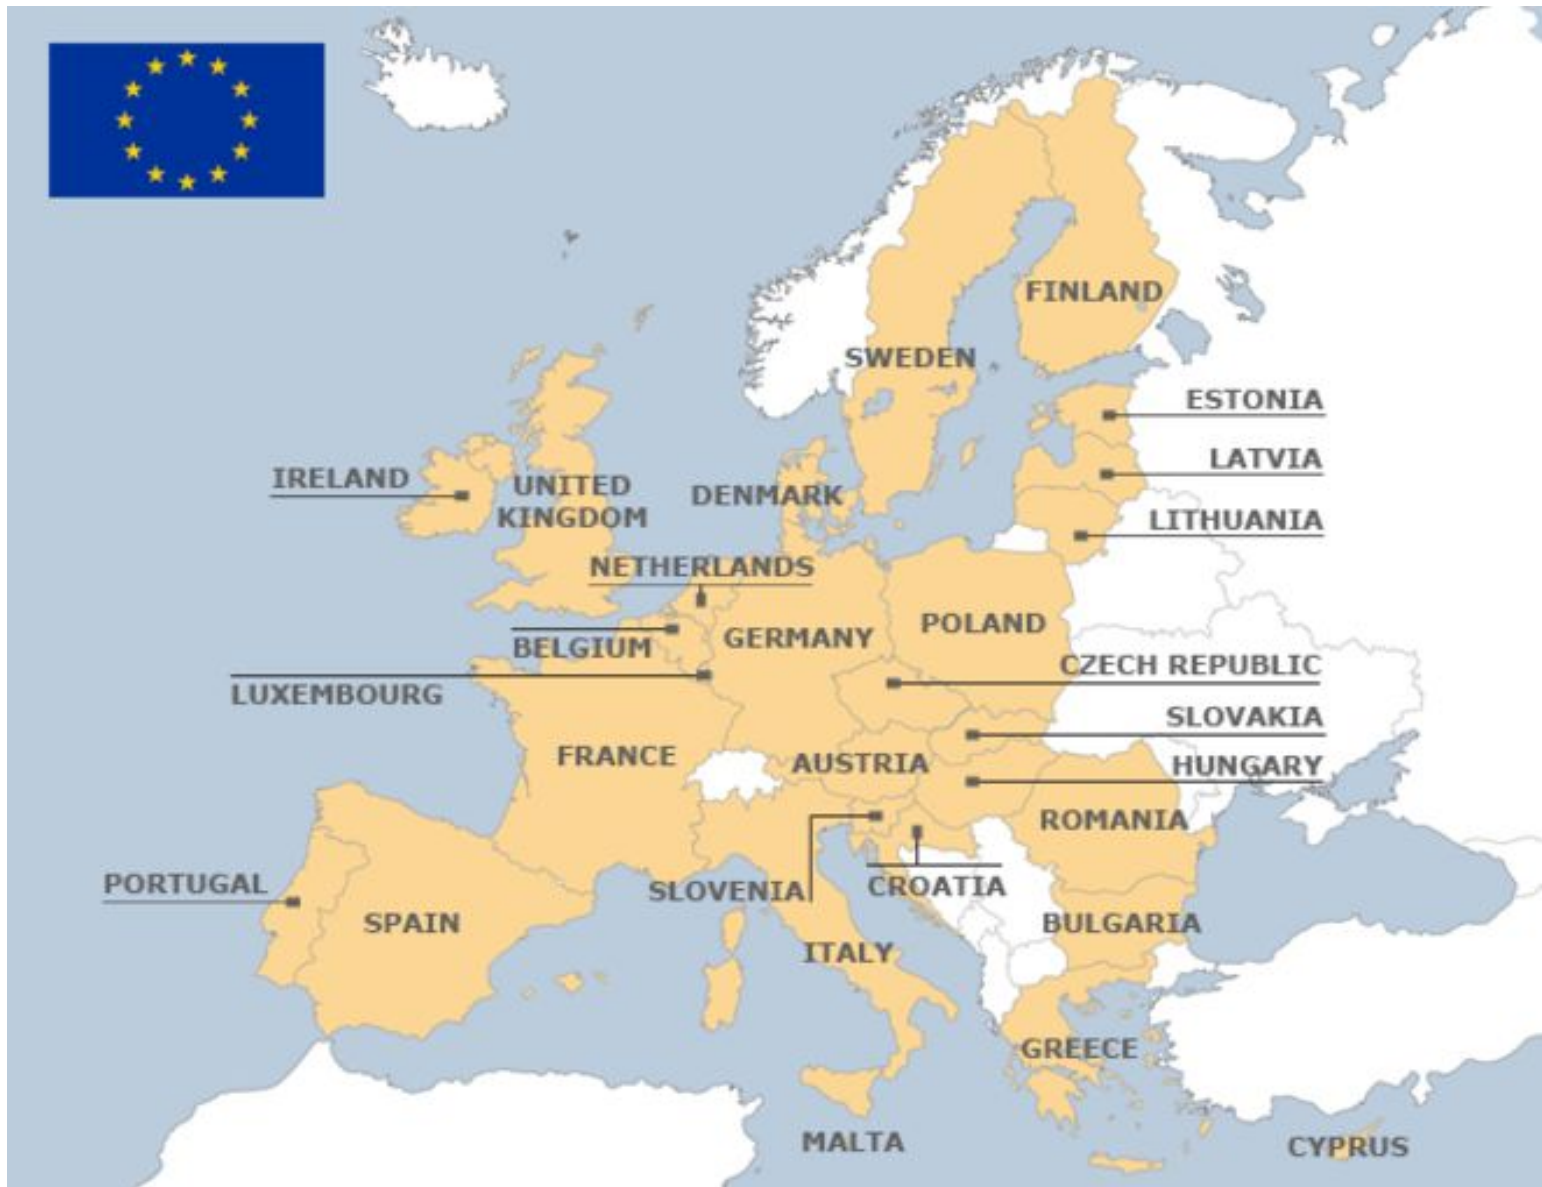 FINLAND
SWEDEN
ESTONIA
LATVIA
LITHUANIA
IRELAND
UNITED
KINGDOM
DENMARK
NETHERLANDS
BELGIUM
LUXEMBOURG
GERMANY
POLAND
CZECH REPUBLIC
SLOVAKIA
HUNGARY
FRANCE
AUSTRIA
ROMANIA
PORTUGAL
SPAIN
SLOVENIA
CROATIA
ITALY
BULGARIA
GREECE
MALTA
CYPRUS